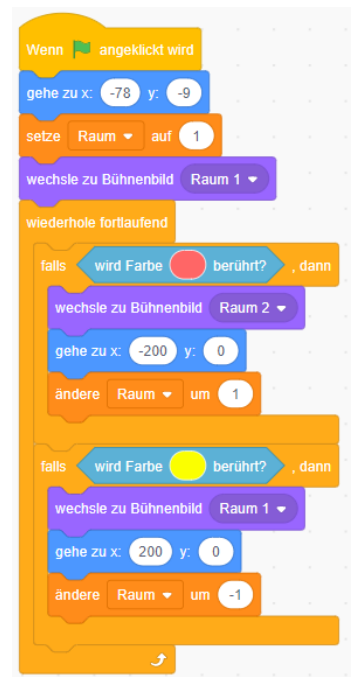 Wenn angeklickt wird
gehe zu x: -78 y: -9
setze Raum auf 1
wechsle zu Bühnenbild Raum 1
wiederhole fortlaufend
falls wird Farbe berührt? , dann
wechsle zu Bühnenbild Raum 2
gehe zu x: -200 y: 0
ändere Raum um 1
falls wird Farbe berührt? , dann
wechsle zu Bühnenbild Raum 1
gehe zu x: 200 y: 0
ändere Raum um -1